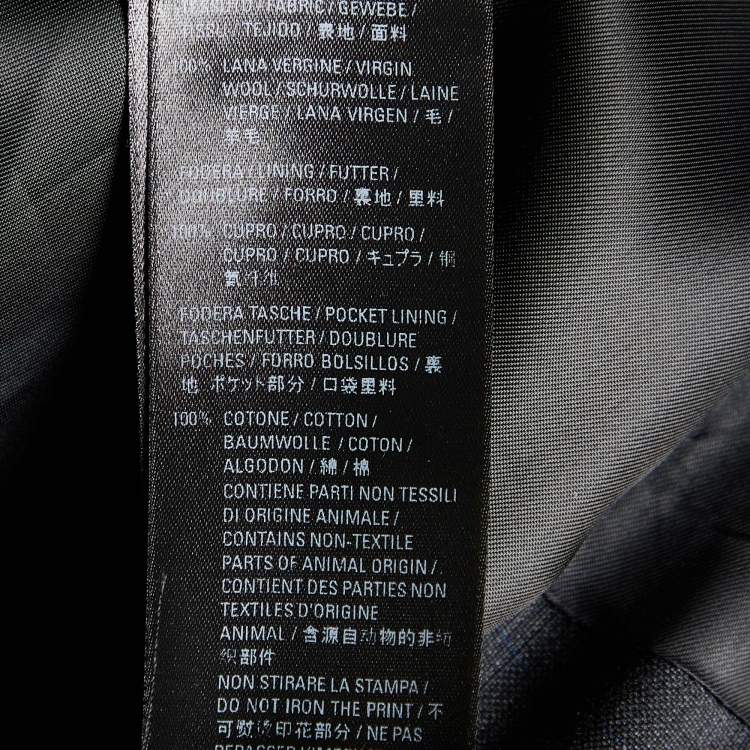 / FABRIC / GEWEBE /
TEJIDO / 表地 / 面料
100% LANA VERGINE / VIRGIN
WOOL / SCHURWOLLE / LAINE
VIERGE / LANA VIRGEN / 毛 /
羊毛
FODERA / LINING / FUTTER /
DOUBLURE / FORRO / 裏地 / 里料
100% CUPRO / CUPRO / CUPRO /
CUPRO / CUPRO / キュプラ / 铜
FODERA TASCHE / POCKET LINING /
TASCHENFUTTER / DOUBLURE
POCHES / FORRO BOLSILLOS / 裏
地 ポケット部分 / 口袋里料
100% COTONE / COTTON /
BAUMWOLLE / COTON /
ALGODON / 綿 / 棉
CONTIENE PARTI NON TESSILI
DI ORIGINE ANIMALE /
CONTAINS NON-TEXTILE
PARTS OF ANIMAL ORIGIN /
CONTIENT DES PARTIES NON
TEXTILES D'ORIGINE
ANIMAL / 含源自动物的非纺
织部件
NON STIRARE LA STAMPA /
DO NOT IRON THE PRINT / 不
可熨烫印花部分 / NE PAS